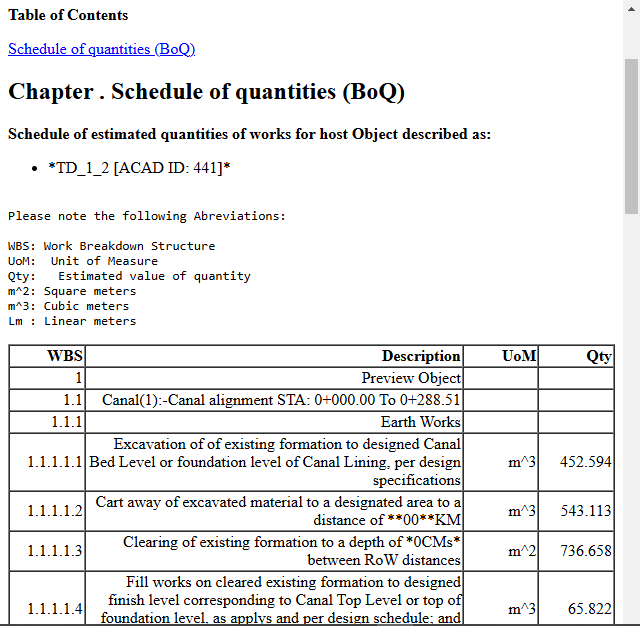 Table of Contents
Schedule of quantities (BoQ)
Chapter . Schedule of quantities (BoQ)
Schedule of estimated quantities of works for host Object described as:
• *TD_1_2 [ACAD ID: 441]*
Please note the following Abreviations:
WBS: Work Breakdown Structure
UoM:  Unit of Measure
Qty:   Estimated value of quantity
m^2: Square meters
m^3: Cubic meters
Lm : Linear meters
WBS Description UoM Qty
1 Preview Object
1.1 Canal(1):-Canal alignment STA: 0+000.00 To 0+288.51
1.1.1 Earth Works
Excavation of of existing formation to designed Canal
1.1.1.1.1 Bed Level or foundation level of Canal Lining, per design m^3 452.594
specifications
Cart away of excavated material to a designated area to a
1.1.1.1.2 distance of **00**KM m^3 543.113
Clearing of existing formation to a depth of *0CMs*
1.1.1.1.3 between RoW distances m^2 736.658
Fill works on cleared existing formation to designed
1.1.1.1.4 finish level corresponding to Canal Top Level or top of m^3 65.822
foundation level, as applys and per design schedule; and